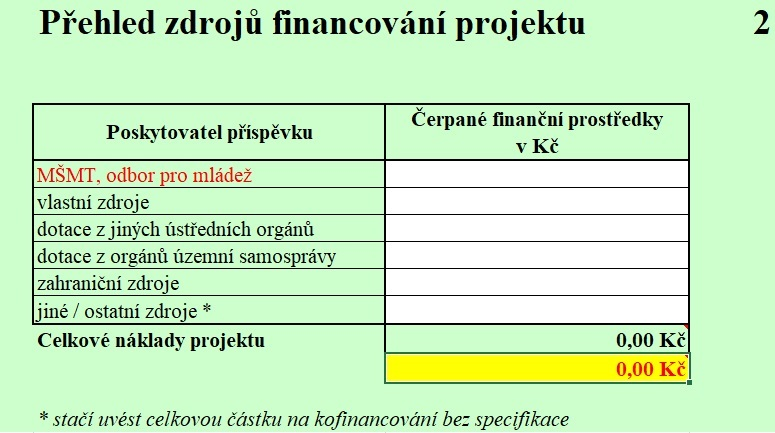 Přehled zdrojů financování projektu 2
Poskytovatel příspěvku
Čerpané finanční prostředky
v Kč
MŠMT, odbor pro mládež
vlastní zdroje
dotace z jiných ústředních orgánů
dotace z orgánů územní samosprávy
zahraniční zdroje
jiné / ostatní zdroje *
Celkové náklady projektu 0,00 Kč
0,00 Kč
* stačí uvést celkovou částku na kofinancování bez specifikace